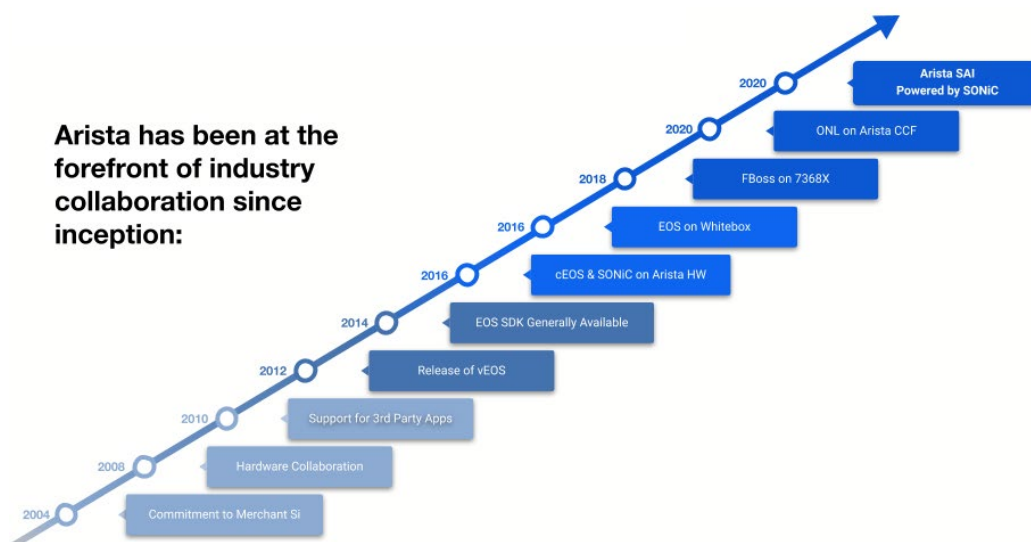 Arista has been at the
forefront of industry
collaboration since
inception:
2020
Arista SAI
Powered by SONiC
2020
ONL on Arista CCF
2018
FBoss on 7368X
2016
EOS on Whitebox
2016
cEOS & SONiC on Arista HW
2014
EOS SDK Generally Available
2012
Release of vEOS
2010
Support for 3rd Party Apps
2008
Hardware Collaboration
2004
Commitment to Merchant Si